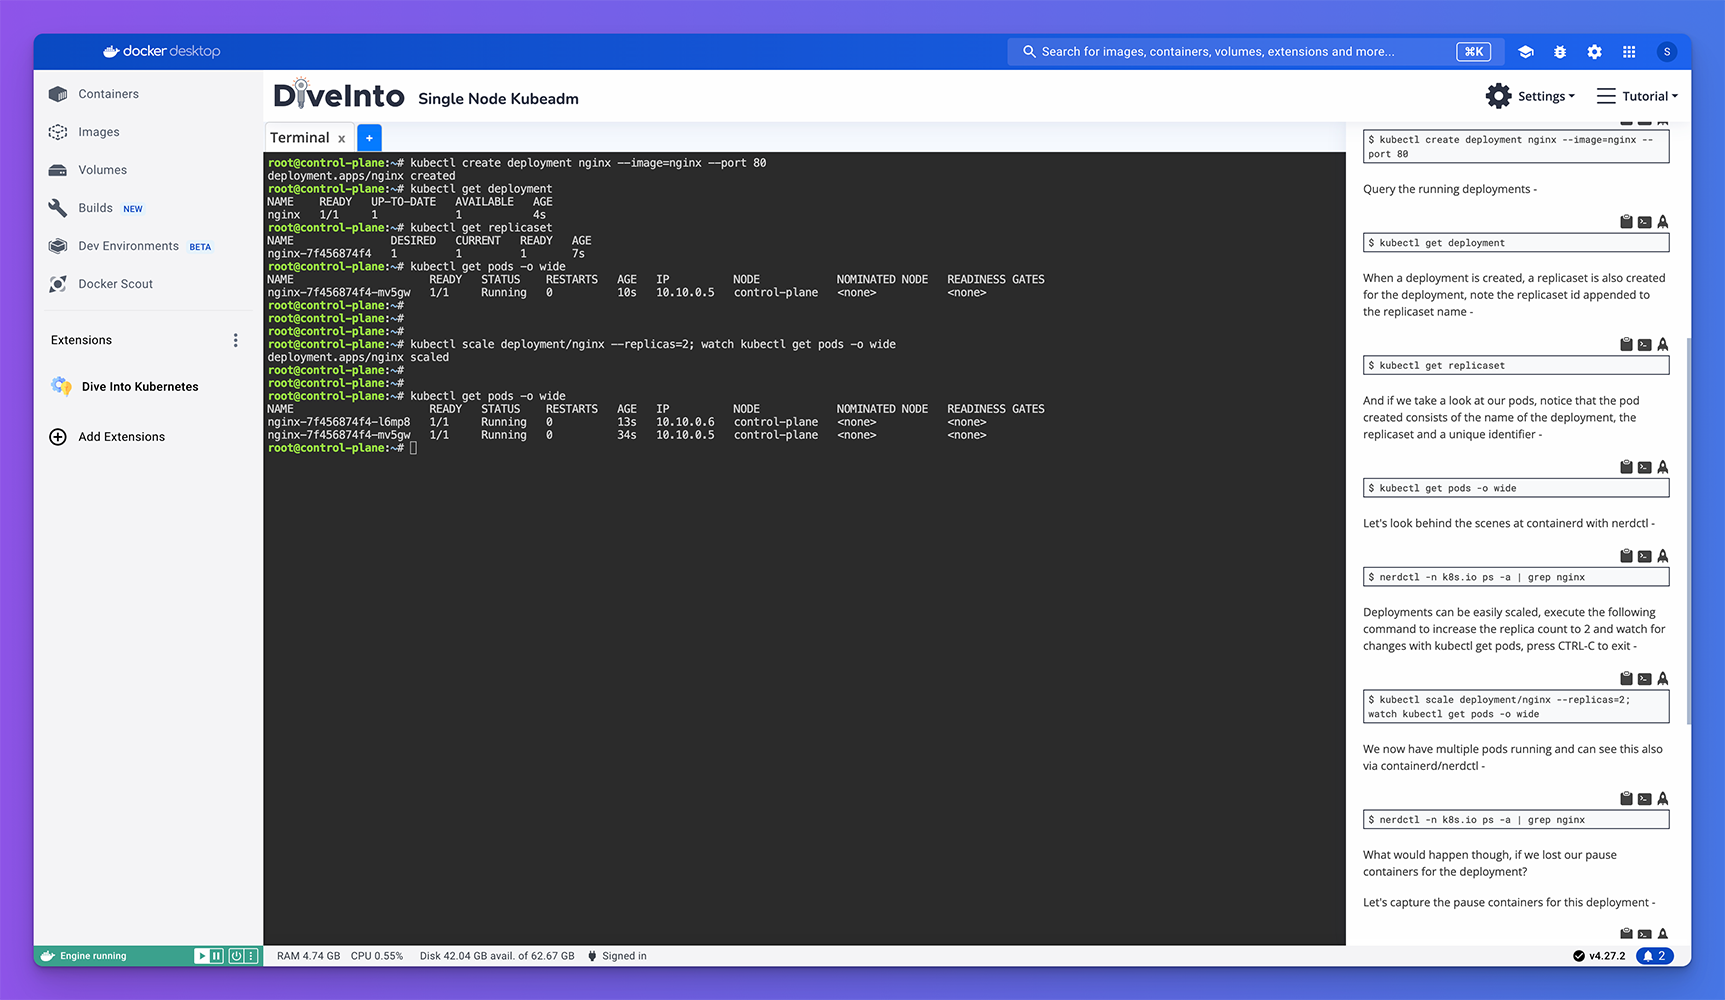 docker desktop
Search for images, containers, volumes, extensions and more...
⌘K
S
Containers
Images
Volumes
Builds NEW
Dev Environments BETA
Docker Scout
Extensions
Dive Into Kubernetes
Add Extensions
DiveInto Single Node Kubeadm
Settings
Tutorial
Terminal x +
root@control-plane:~# kubectl create deployment nginx --image=nginx --port 80
deployment.apps/nginx created
root@control-plane:~# kubectl get deployment
NAME READY UP-TO-DATE AVAILABLE AGE
nginx 1/1 1 1 4s
root@control-plane:~# kubectl get replicaset
NAME DESIRED CURRENT READY AGE
nginx-7f456874f4 1 1 1 7s
root@control-plane:~# kubectl get pods -o wide
NAME READY STATUS RESTARTS AGE IP NODE NOMINATED NODE READINESS GATES
nginx-7f456874f4-mv5gw 1/1 Running 0 10s 10.10.0.5 control-plane <none> <none>
root@control-plane:~#
root@control-plane:~#
root@control-plane:~#
root@control-plane:~# kubectl scale deployment/nginx --replicas=2; watch kubectl get pods -o wide
deployment.apps/nginx scaled
root@control-plane:~#
root@control-plane:~#
root@control-plane:~# kubectl get pods -o wide
NAME READY STATUS RESTARTS AGE IP NODE NOMINATED NODE READINESS GATES
nginx-7f456874f4-l6mp8 1/1 Running 0 13s 10.10.0.6 control-plane <none> <none>
nginx-7f456874f4-mv5gw 1/1 Running 0 34s 10.10.0.5 control-plane <none> <none>
root@control-plane:~#
$ kubectl create deployment nginx --image=nginx --
port 80
Query the running deployments -
$ kubectl get deployment
When a deployment is created, a replicaset is also created
for the deployment, note the replicaset id appended to
the replicaset name -
$ kubectl get replicaset
And if we take a look at our pods, notice that the pod
created consists of the name of the deployment, the
replicaset and a unique identifier -
$ kubectl get pods -o wide
Let's look behind the scenes at containerd with nerdctl -
$ nerdctl -n k8s.io ps -a | grep nginx
Deployments can be easily scaled, execute the following
command to increase the replica count to 2 and watch for
changes with kubectl get pods, press CTRL-C to exit -
$ kubectl scale deployment/nginx --replicas=2;
watch kubectl get pods -o wide
We now have multiple pods running and can see this also
via containerd/nerdctl -
$ nerdctl -n k8s.io ps -a | grep nginx
What would happen though, if we lost our pause
containers for the deployment?
Let's capture the pause containers for this deployment -
Engine running
RAM 4.74 GB CPU 0.55% Disk 42.04 GB avail. of 62.67 GB Signed in
v4.27.2
2